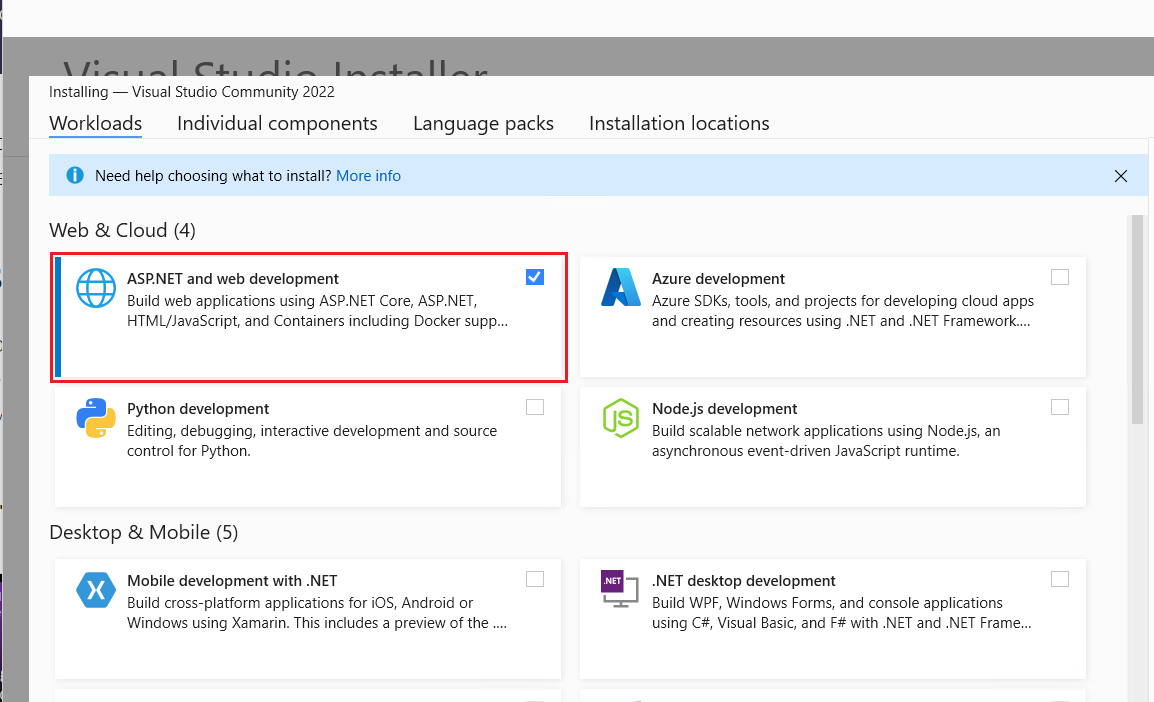 Visual Studio Installer
Installing — Visual Studio Community 2022
Workloads Individual components Language packs Installation locations
Need help choosing what to install? More info
Web & Cloud (4)
ASP.NET and web development
Build web applications using ASP.NET Core, ASP.NET,
HTML/JavaScript, and Containers including Docker supp...
Azure development
Azure SDKs, tools, and projects for developing cloud apps
and creating resources using .NET and .NET Framework....
Python development
Editing, debugging, interactive development and source
control for Python.
JS
Node.js development
Build scalable network applications using Node.js, an
asynchronous event-driven JavaScript runtime.
Desktop & Mobile (5)
Mobile development with .NET
Build cross-platform applications for iOS, Android or
Windows using Xamarin. This includes a preview of the ....
.NET
.NET desktop development
Build WPF, Windows Forms, and console applications
using C#, Visual Basic, and F# with .NET and .NET Frame...